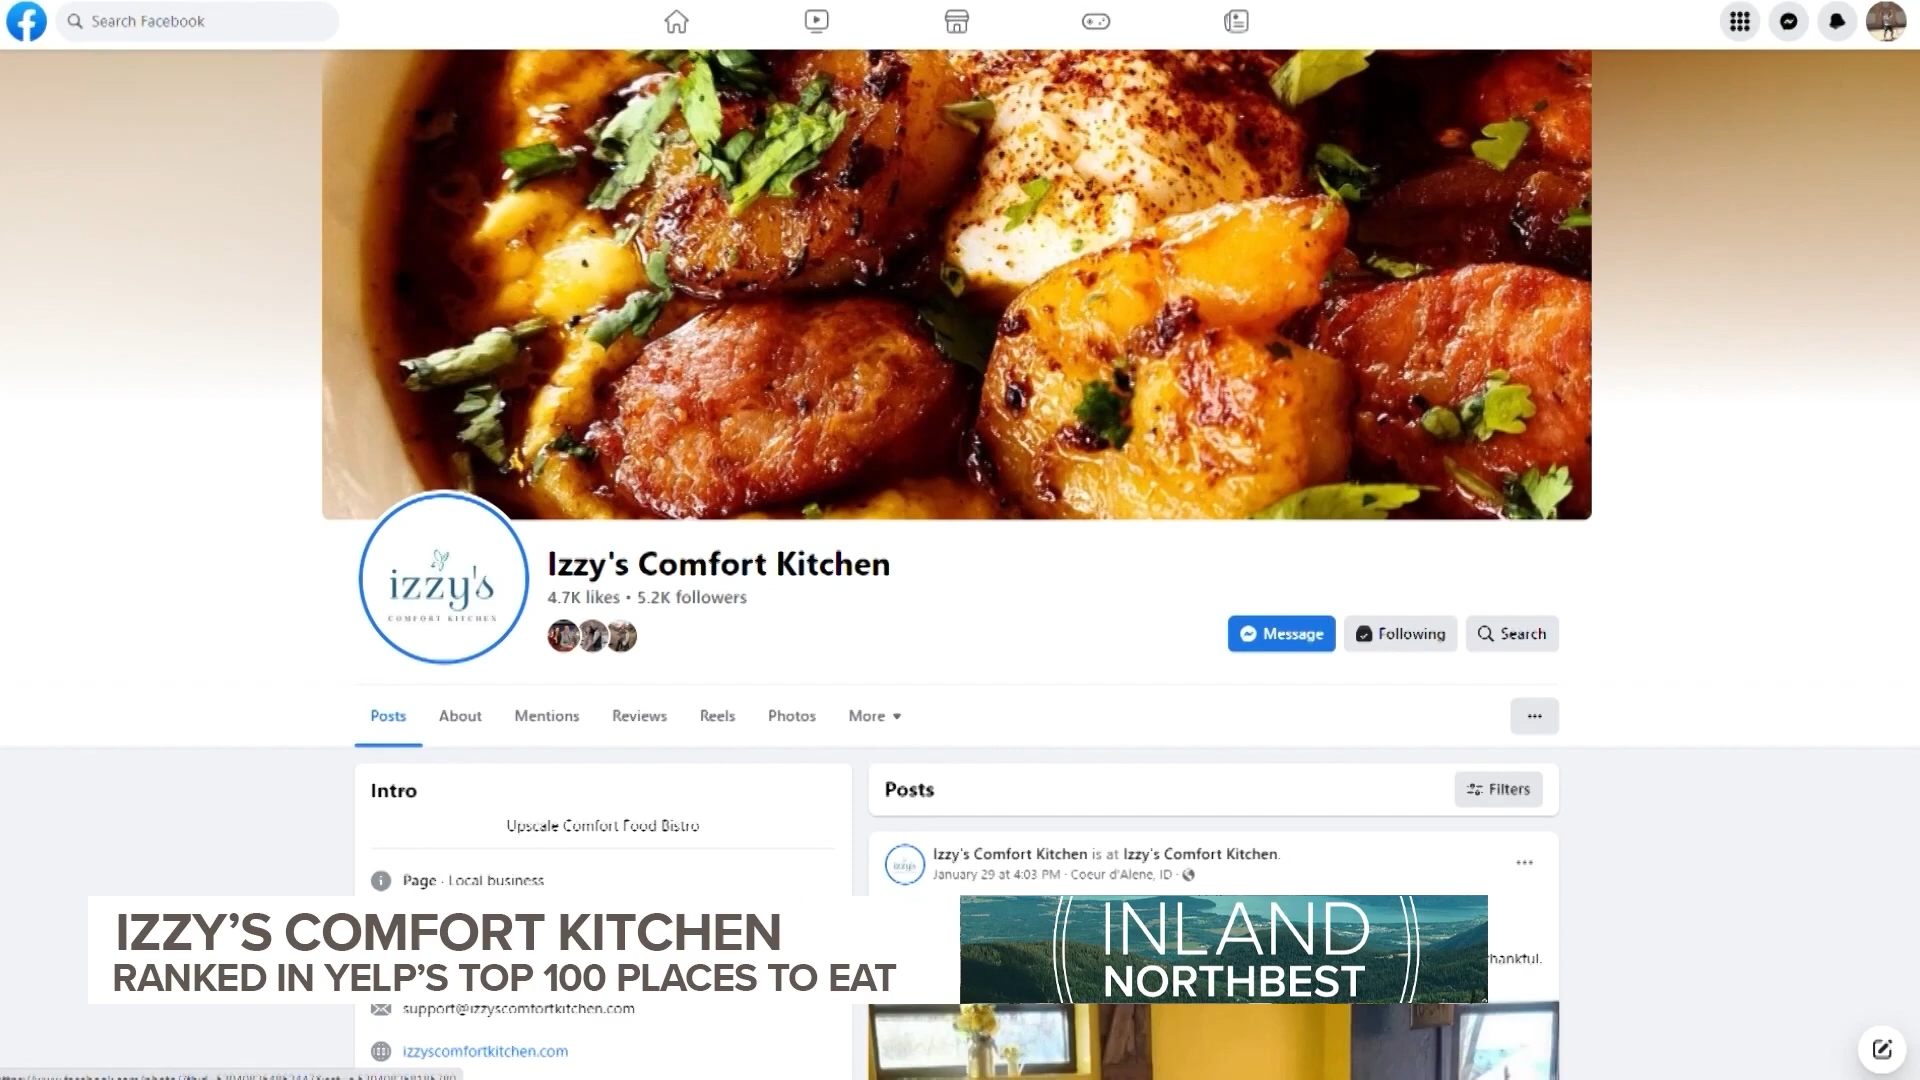 Search Facebook
izzy's
COMFORT KITCHEN
Izzy's Comfort Kitchen
4.7K likes • 5.2K followers
Message
Following
Search
Posts
About
Mentions
Reviews
Reels
Photos
More
Intro
Upscale Comfort Food Bistro
Page · Local business
Posts
Filters
Izzy's Comfort Kitchen is at Izzy's Comfort Kitchen.
January 29 at 4:03 PM · Coeur d'Alene, ID ·
thankful.
IZZY'S COMFORT KITCHEN
RANKED IN YELP'S TOP 100 PLACES TO EAT
INLAND
NORTHBEST
support@izzyscomfortkitchen.com
izzyscomfortkitchen.com